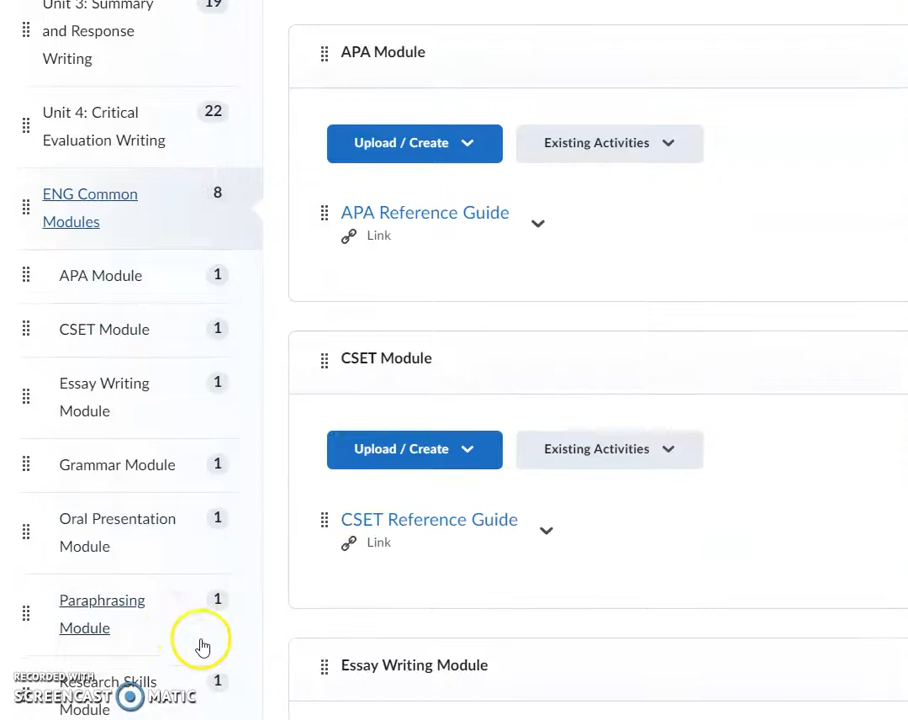 Unit 3: Summary
and Response
Writing
19
Unit 4: Critical
Evaluation Writing
22
ENG Common
Modules
8
APA Module
1
CSET Module
1
Essay Writing
Module
1
Grammar Module
1
Oral Presentation
Module
1
Paraphrasing
Module
1
Research Skills
Module
1
RECORDED WITH
SCREENCAST MATIC
APA Module
Upload / Create
Existing Activities
APA Reference Guide
Link
CSET Module
Upload / Create
Existing Activities
CSET Reference Guide
Link
Essay Writing Module